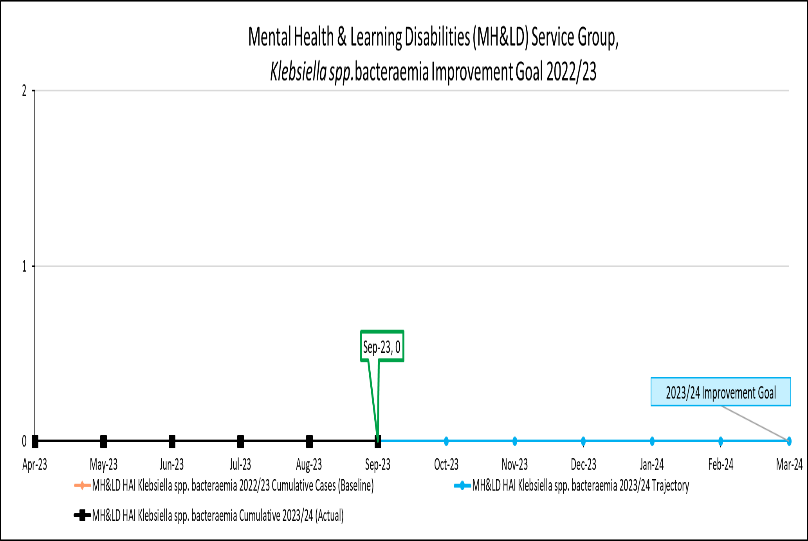 Mental Health & Learning Disabilities (MH&LD) Service Group,
Klebsiella spp.bacteraemia Improvement Goal 2022/23
2
1
0
Sep-23, 0
2023/24 Improvement Goal
Apr-23 May-23 Jun-23 Jul-23 Aug-23 Sep-23 Oct-23 Nov-23 Dec-23 Jan-24 Feb-24 Mar-24
MH&LD HAI Klebsiella spp. bacteraemia 2022/23 Cumulative Cases (Baseline)
MH&LD HAI Klebsiella spp. bacteraemia 2023/24 Trajectory
MH&LD HAI Klebsiella spp. bacteraemia Cumulative 2023/24 (Actual)